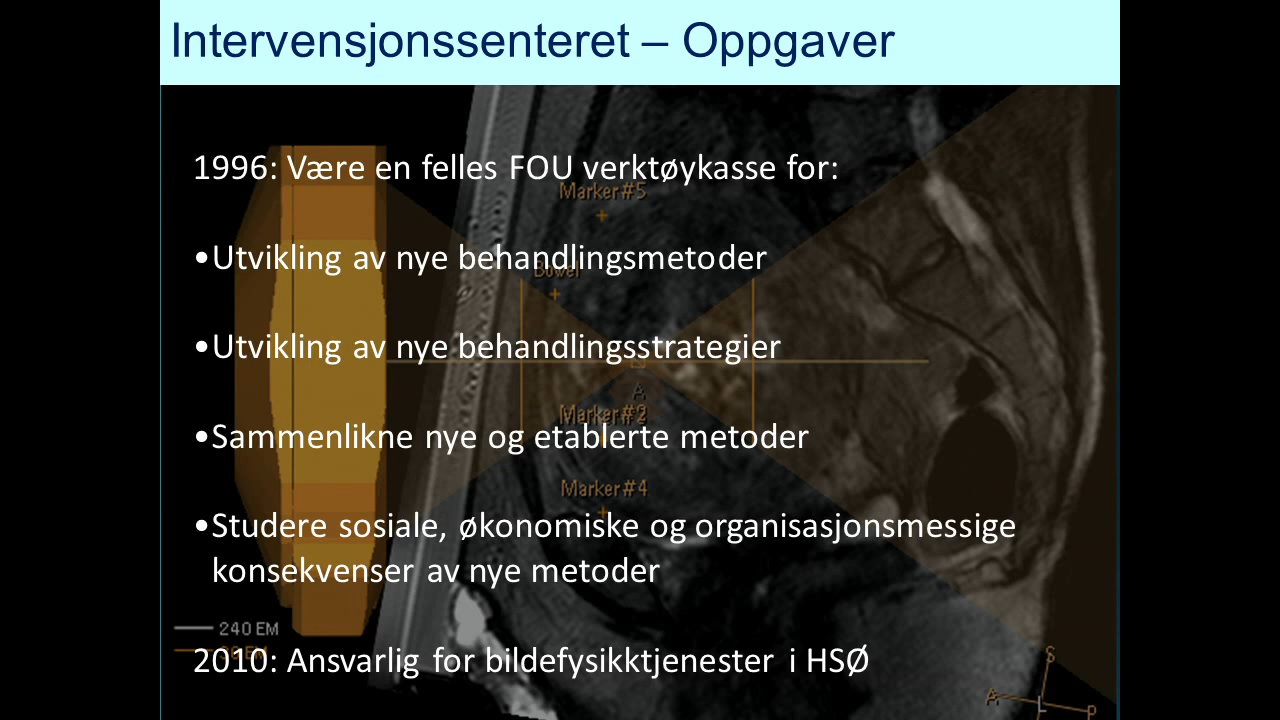 Intervensjonssenteret – Oppgaver
1996: Være en felles FOU verktøykasse for:
Marker #5
•Utvikling av nye behandlingsmetoder
Bowel
•Utvikling av nye behandlingsstrategier
A
Marker #2
•Sammenlikne nye og etablerte metoder
Marker #4
•Studere sosiale, økonomiske og organisasjonsmessige
konsekvenser av nye metoder
240 EM
2010: Ansvarlig for bildefysikktjenester i HSØ
S
A
L
P